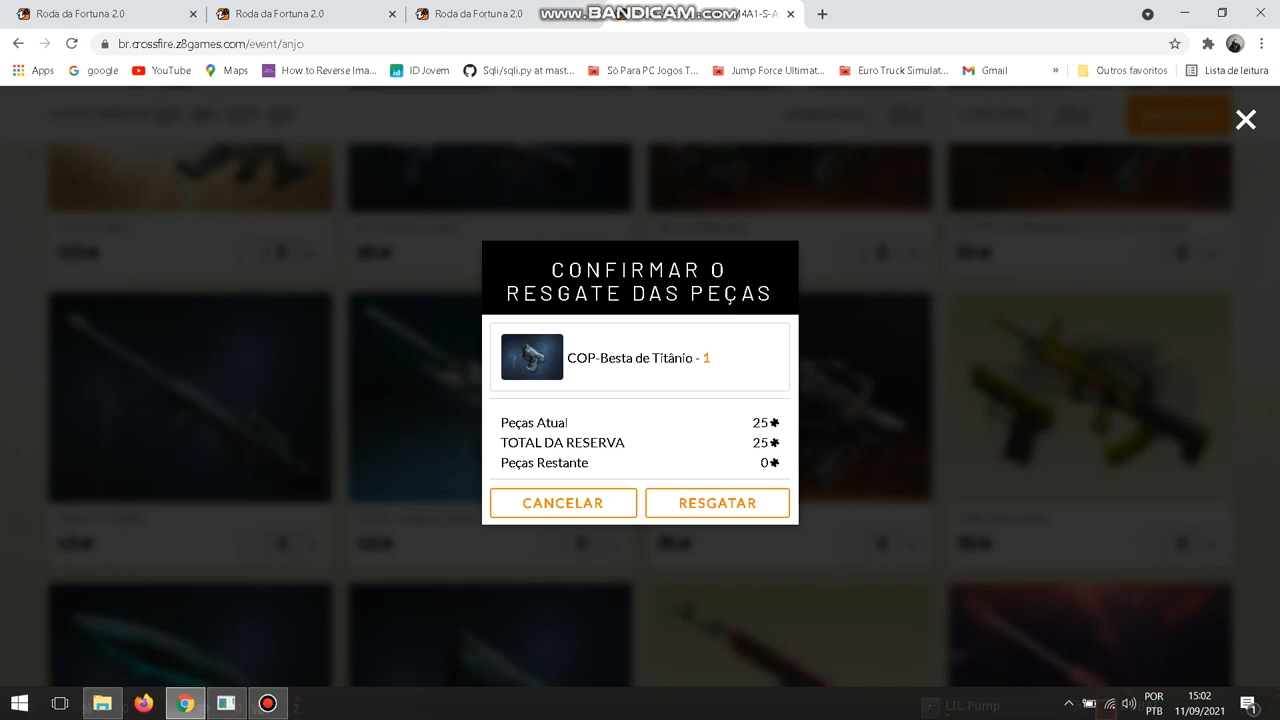 Roda da Fortuna 2.0
Roda da Fortuna 2.0
Roda da Fortuna 2.0
M4A1-S-A
www.BANDICAM.com
br.crossfire.z8games.com/event/anjo
Apps
google
YouTube
Maps
How to Reverse Ima...
ID Jovem
Sqli/sqli.py at mast...
Só Para PC Jogos T...
Jump Force Ultimat...
Euro Truck Simulat...
Gmail
»
Outros favoritos
Lista de leitura
CONFIRMAR O
RESGATE DAS PEÇAS
COP-Besta de Titânio - 1
Peças Atual 25
TOTAL DA RESERVA 25
Peças Restante 0
CANCELAR
RESGATAR
LIL.Pump
POR
PTB
15:02
11/09/2021
1